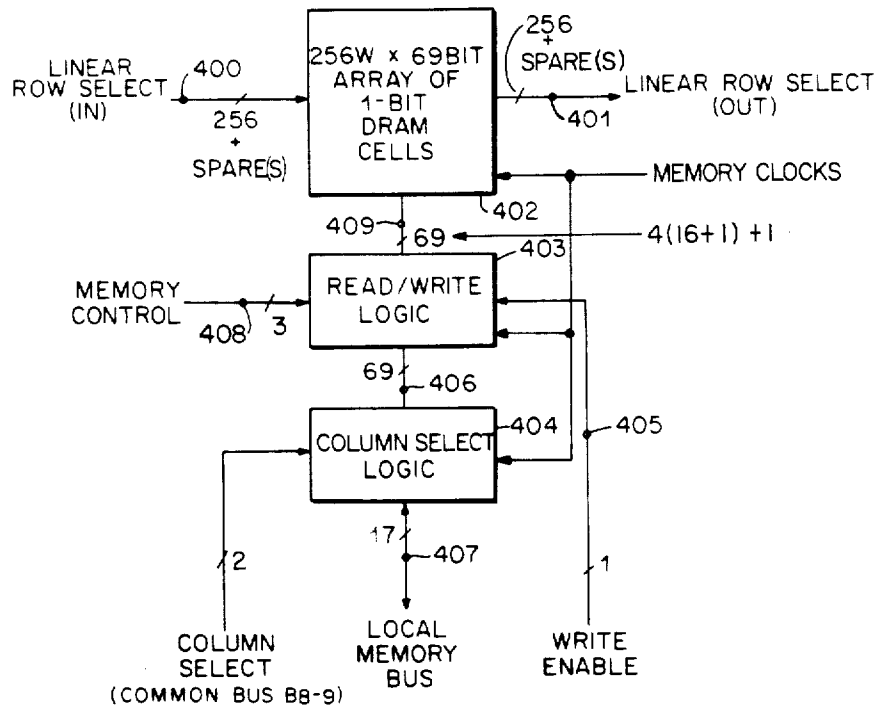 LINEAR
ROW SELECT
(IN)
400
256
+
SPARE(S)
256W x 69BIT
ARRAY OF
1-BIT
DRAM
CELLS
256
+
SPARE(S)
LINEAR ROW SELECT
(OUT)
401
MEMORY CLOCKS
402
409
69
4(16+1)+1
403
MEMORY
CONTROL
408
3
READ/WRITE
LOGIC
69
406
404
COLUMN SELECT
LOGIC
405
17
407
2
1
COLUMN
SELECT
(COMMON BUS B8-9)
LOCAL
MEMORY
BUS
WRITE
ENABLE